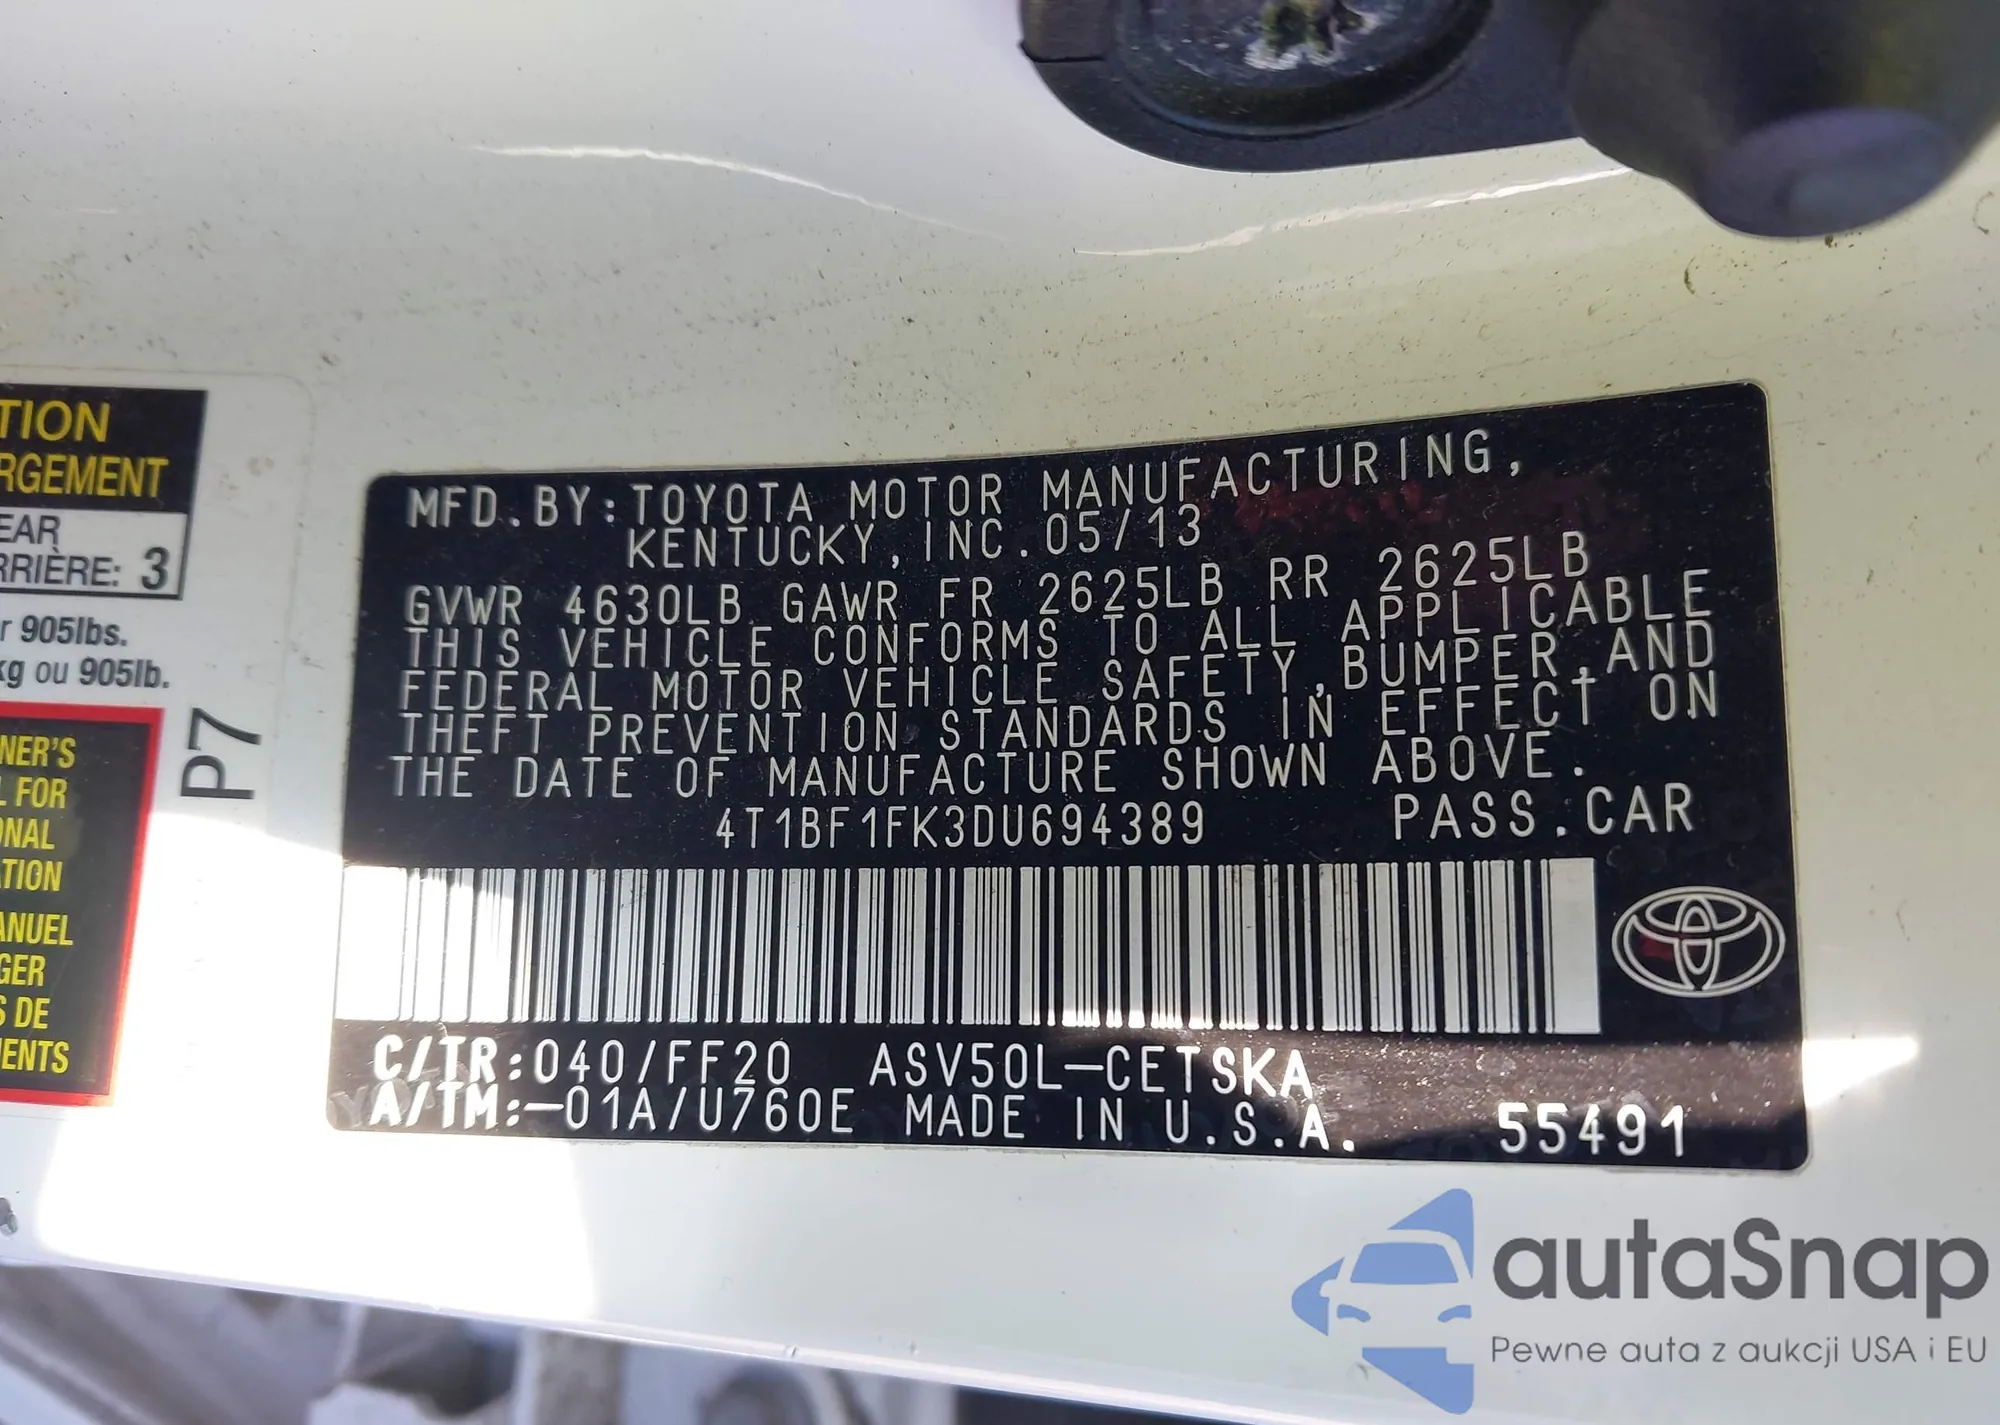 TION
RGEMENT
EAR
RRIÈRE: 3
r 905lbs.
kg ou 905lb.
P7
NER'S
L FOR
ONAL
TION
ANUEL
GER
S DE
MENTS
MFD.BY:TOYOTA MOTOR MANUFACTURING,
KENTUCKY,INC.05/13
GVWR 4630LB GAWR FR 2625LB RR 2625LB
THIS VEHICLE CONFORMS TO ALL APPLICABLE
FEDERAL MOTOR VEHICLE SAFETY,BUMPER,AND
THEFT PREVENTION STANDARDS IN EFFECT ON
THE DATE OF MANUFACTURE SHOWN ABOVE.
4T1BF1FK3DU694389 PASS.CAR
C/TR:040/FF20 ASV50L-CETSKA
A/TM:-01A/U760E MADE IN U.S.A. 55491
autaSnap
Pewne auta z aukcji USA i EU